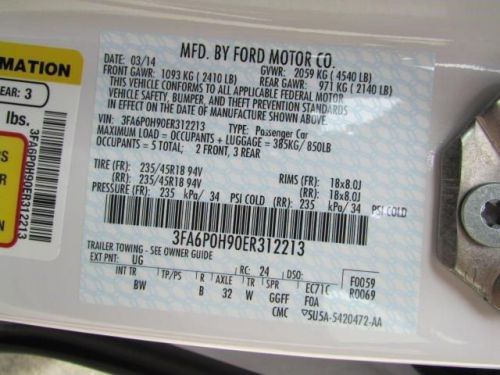 MFD. BY FORD MOTOR CO.
DATE: 03/14 GVWR: 2059 KG ( 4540 LB)
FRONT GAWR: 1093 KG ( 2410 LB) REAR GAWR: 971 KG ( 2140 LB)
THIS VEHICLE CONFORMS TO ALL APPLICABLE FEDERAL MOTOR
VEHICLE SAFETY, BUMPER, AND THEFT PREVENTION STANDARDS
IN EFFECT ON THE DATE OF MANUFACTURE SHOWN ABOVE.
VIN: 3FA6P0H90ER312213 TYPE: Passenger Car
MAXIMUM LOAD = OCCUPANTS + LUGGAGE = 385KG/850LB
OCCUPANTS = 5 TOTAL: 2 FRONT, 3 REAR
TIRE (FR): 235/45R18 94V RIMS (FR): 18x8.0J
(RR): 235/45R18 94V (RR): 18x8.0J
PRESSURE (FR): 235 kPa/ 34 PSI COLD (RR): 235 kPa/ 34 PSI COLD
3FA6P0H90ER312213
TRAILER TOWING - SEE OWNER GUIDE
EXT PNT: UG RC: 24 DSO: F0059
INT TR TP/PS R AXLE TR SPR EC71C R0069
BW B 32 W GGFF F0A
CMC
▽SU5A-5420472-AA
RMATION
EAR: 3
lbs.
3FA6P0H90ER312213